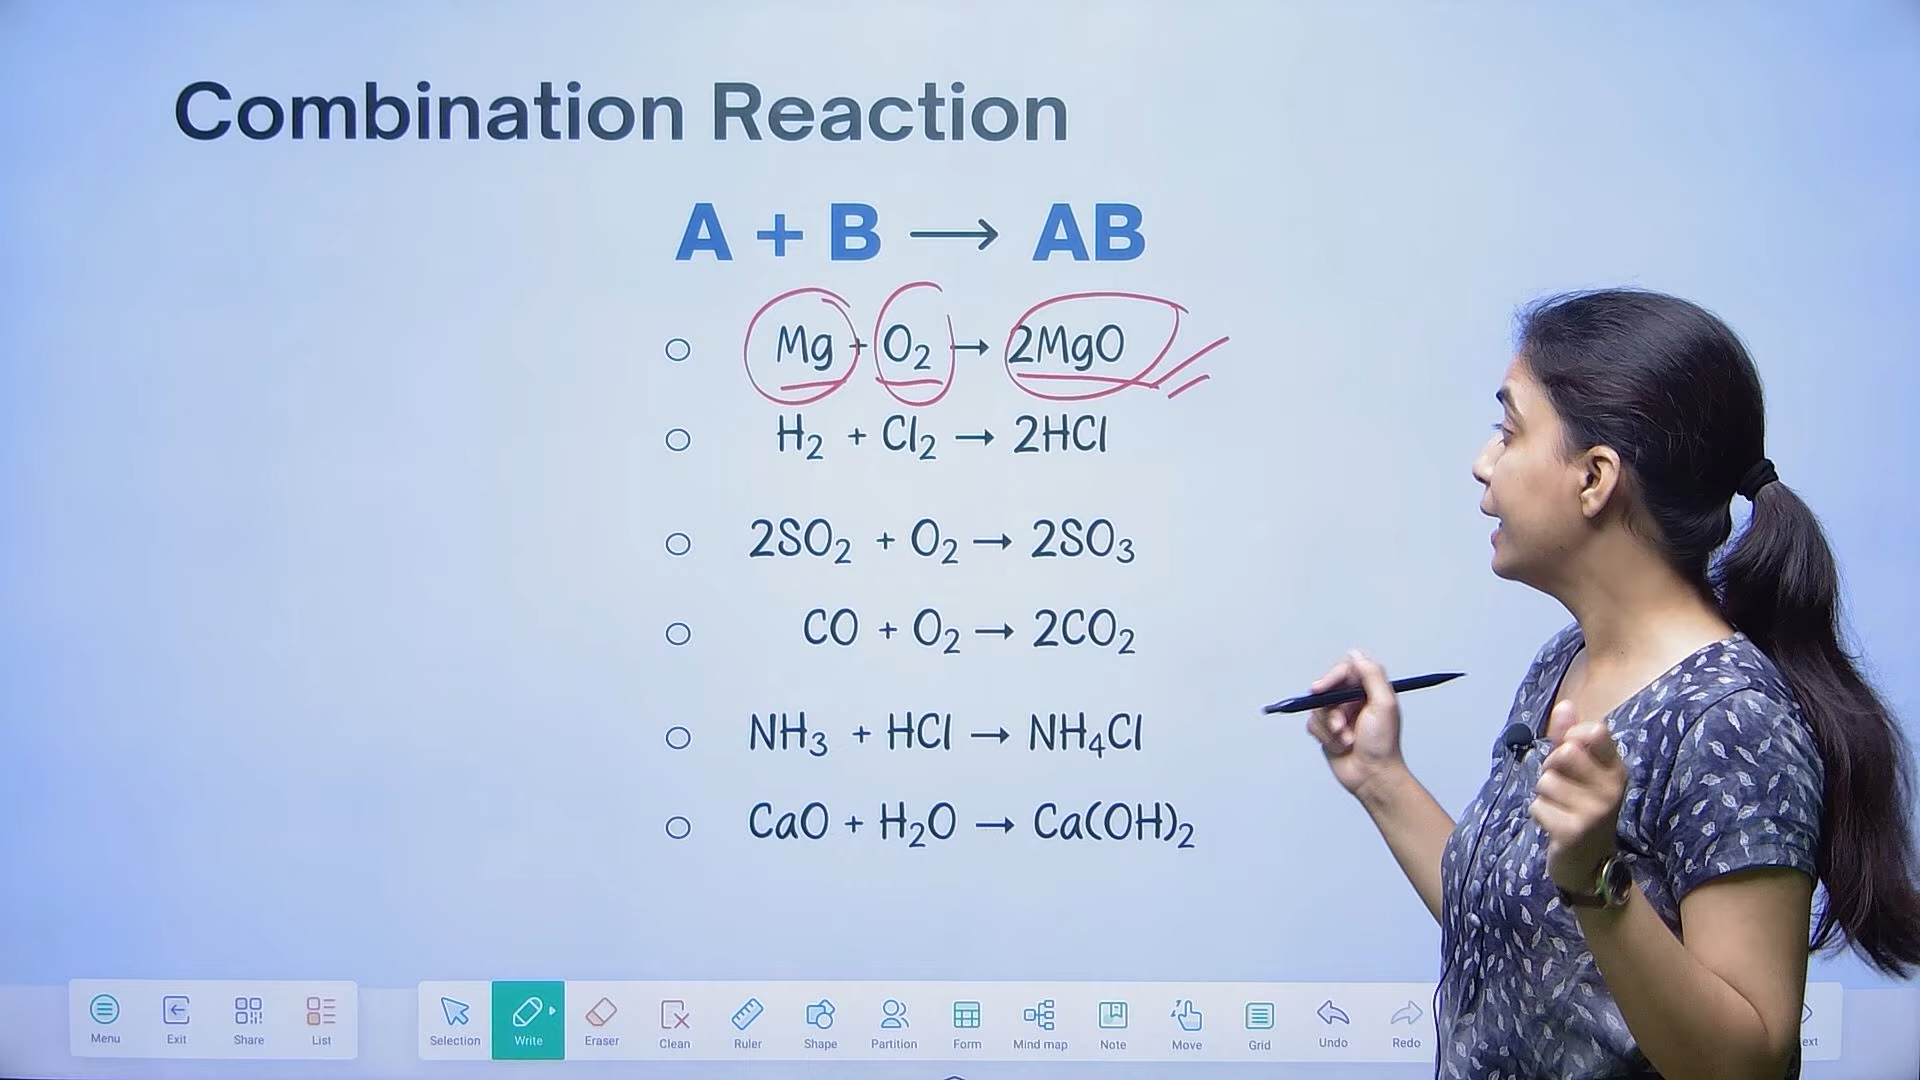 Combination Reaction
A + B ⟶ AB
Mg + O₂ → 2MgO
H₂ + Cl₂ → 2HCl
2SO₂ + O₂ → 2SO₃
CO + O₂ → 2CO₂
NH₃ + HCl → NH₄Cl
CaO + H₂O → Ca(OH)₂
Menu Exit Share List Selection Write Eraser Clean Ruler Shape Partition Form Mind map Note Move Grid Undo Redo